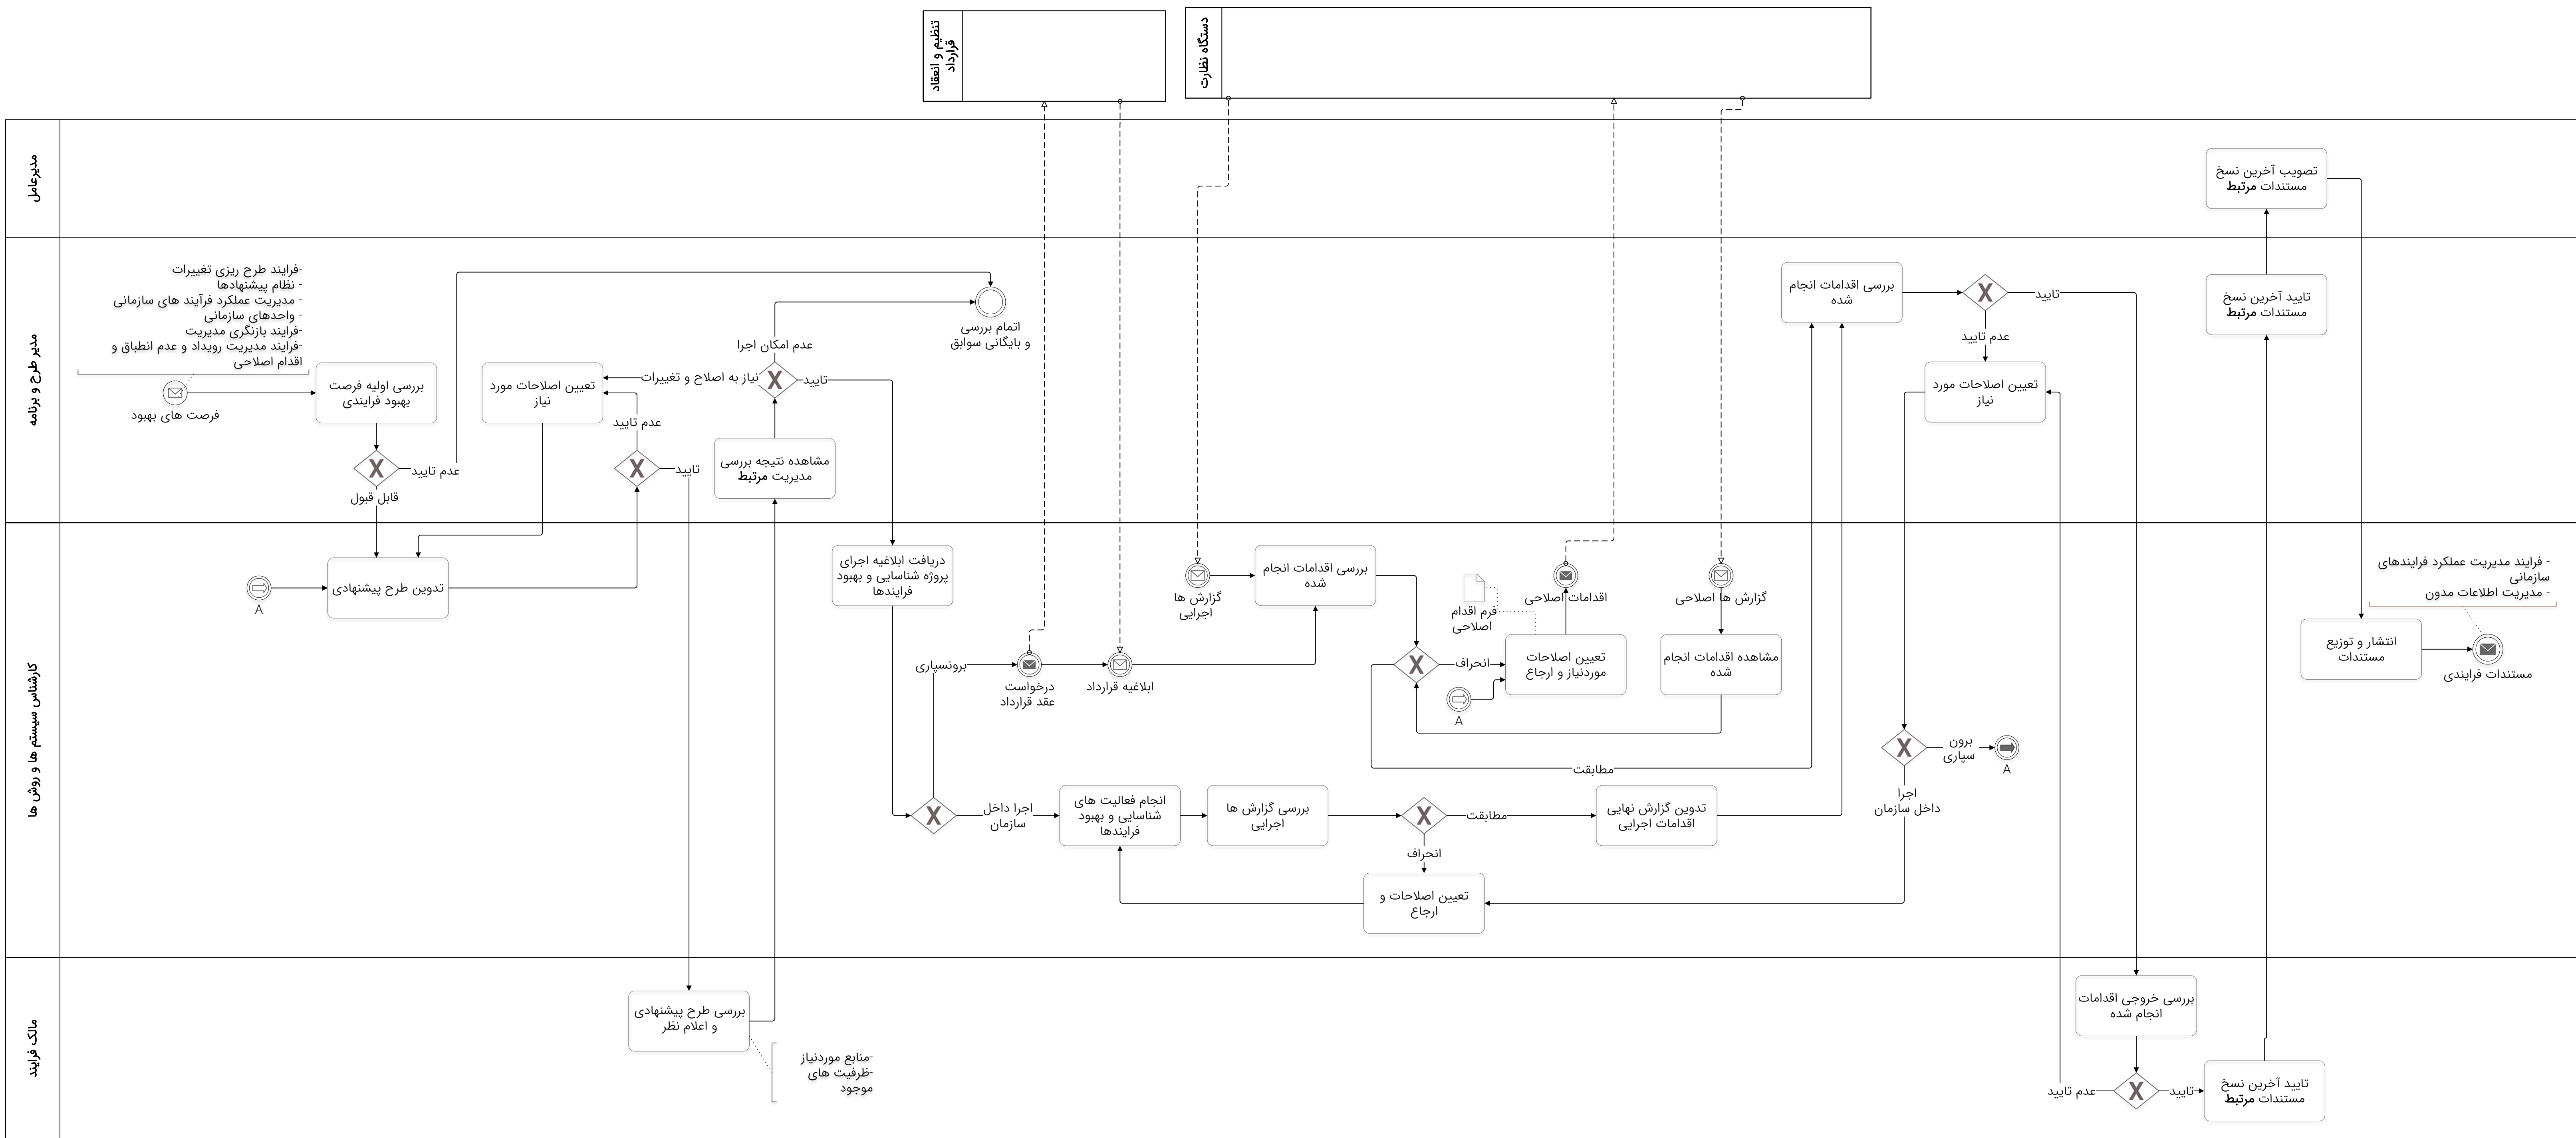 تنظیم و انعقاد
قرارداد
دستگاه نظارت
مدیرعامل
تصویب آخرین نسخ
مستندات مرتبط
مدیر طرح و برنامه
-فرایند طرح ریزی تغییرات
- نظام پیشنهادها
- مدیریت عملکرد فرآیند های سازمانی
- واحدهای سازمانی
-فرایند بازنگری مدیریت
-فرایند مدیریت رویداد و عدم انطباق و
اقدام اصلاحی
فرصت های بهبود
بررسی اولیه فرصت
بهبود فرایندی
عدم تایید
قابل قبول
تعیین اصلاحات مورد
نیاز
نیاز به اصلاح و تغییرات
عدم تایید
تایید
مشاهده نتیجه بررسی
مدیریت مرتبط
عدم امکان اجرا
تایید
اتمام بررسی
و بایگانی سوابق
بررسی اقدامات انجام
شده
تایید
عدم تایید
تعیین اصلاحات مورد
نیاز
تایید آخرین نسخ
مستندات مرتبط
کارشناس سیستم ها و روش ها
A
تدوین طرح پیشنهادی
دریافت ابلاغیه اجرای
پروژه شناسایی و بهبود
فرایندها
برونسپاری
درخواست
عقد قرارداد
ابلاغیه قرارداد
گزارش ها
اجرایی
بررسی اقدامات انجام
شده
فرم اقدام
اصلاحی
اقدامات اصلاحی
گزارش ها اصلاحی
انحراف
تعیین اصلاحات
موردنیاز و ارجاع
A
مشاهده اقدامات انجام
شده
مطابقت
اجرا داخل
سازمان
انجام فعالیت های
شناسایی و بهبود
فرایندها
بررسی گزارش ها
اجرایی
مطابقت
انحراف
تدوین گزارش نهایی
اقدامات اجرایی
تعیین اصلاحات و
ارجاع
برون
سپاری
A
اجرا
داخل سازمان
- فرایند مدیریت عملکرد فرایندهای
سازمانی
- مدیریت اطلاعات مدون
انتشار و توزیع
مستندات
مستندات فرایندی
مالک فرایند
بررسی طرح پیشنهادی
و اعلام نظر
-منابع موردنیاز
-ظرفیت های
موجود
بررسی خروجی اقدامات
انجام شده
عدم تایید
تایید
تایید آخرین نسخ
مستندات مرتبط